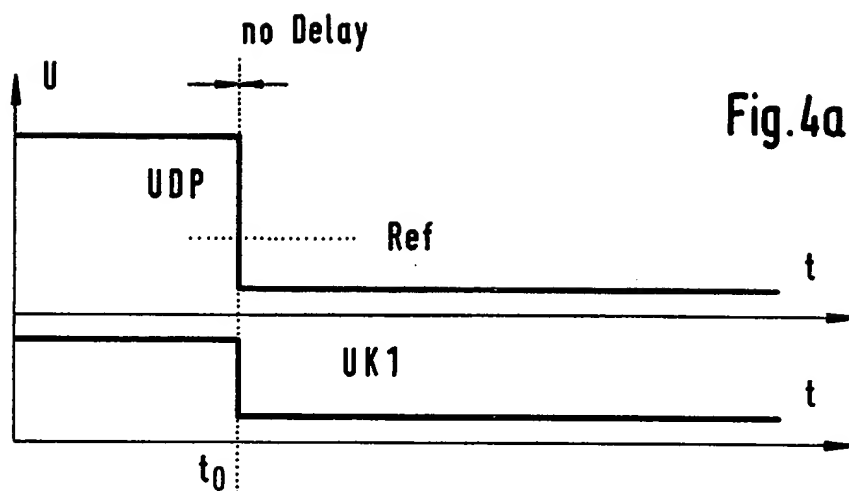 no Delay
U
Fig.4a
UDP
Ref
t
UK1
t
t0